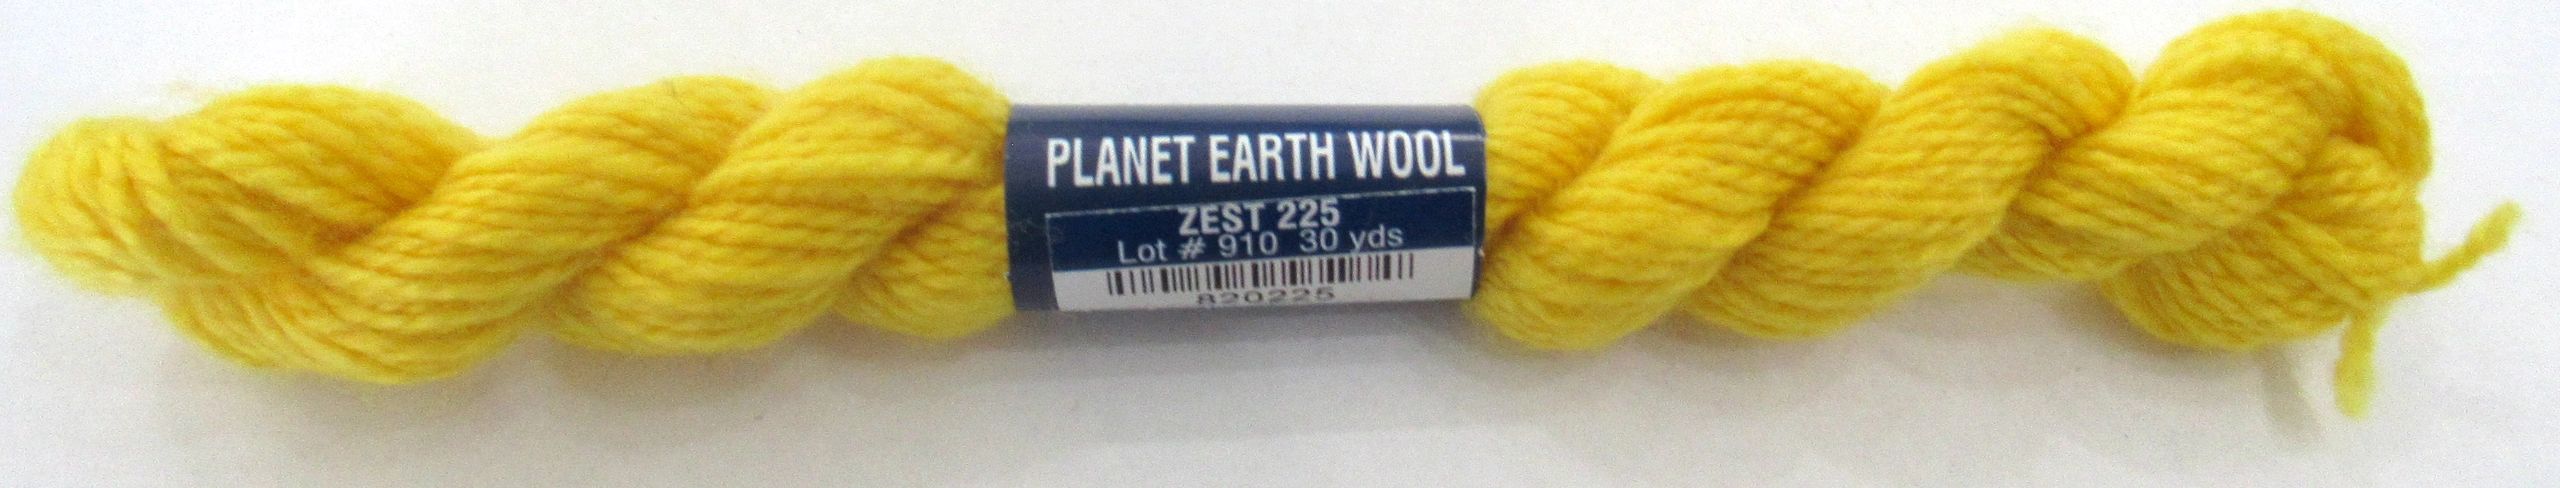 PLANET EARTH WOOL
ZEST 225
Lot # 910 30 yds
820225